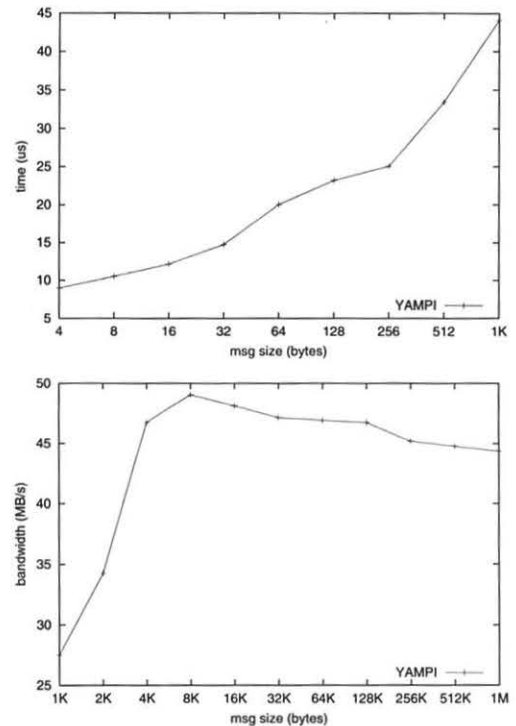 45
40
35
30
25
20
15
10
5
time (us)
YAMPI
4 8 16 32 64 128 256 512 1K
msg size (bytes)
50
45
40
35
30
25
bandwidth (MB/s)
YAMPI
1K 2K 4K 8K 16K 32K 64K 128K 256K 512K 1M
msg size (bytes)